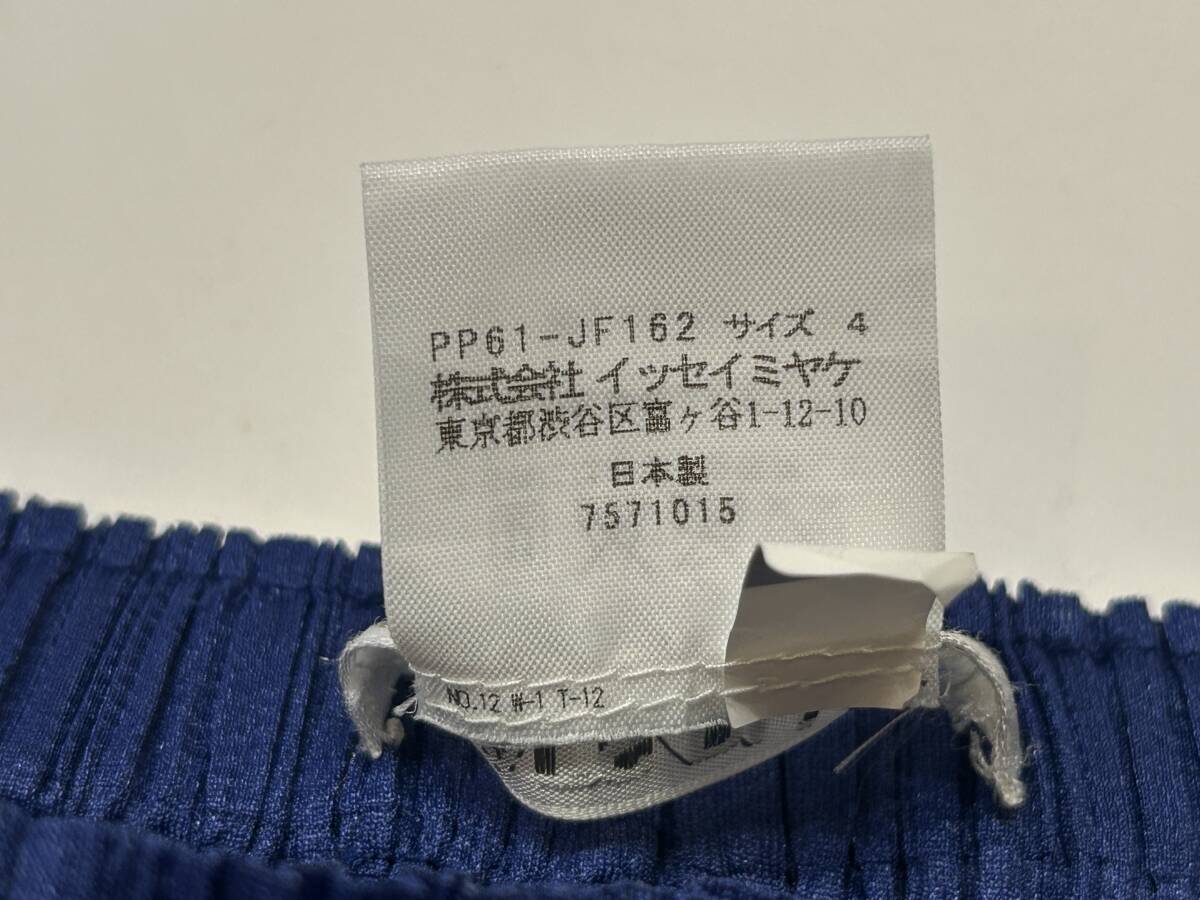 PP61-JF162 サイズ 4
株式会社 イッセイミヤケ
東京都渋谷区富ヶ谷1-12-10
日本製
7571015
NO.12 W-1 T-12